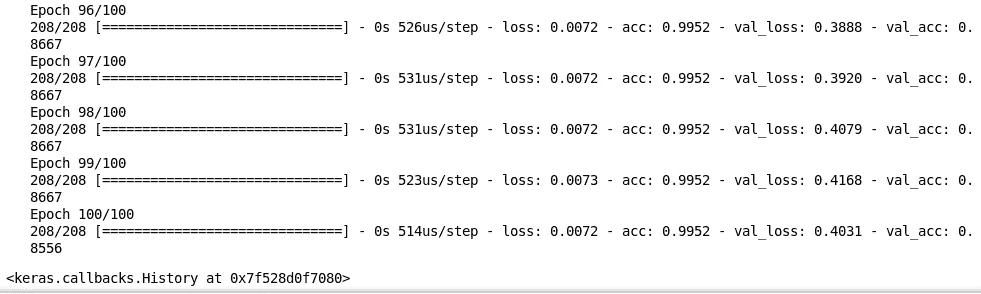 Epoch 96/100
208/208 [==============================] - 0s 526us/step - loss: 0.0072 - acc: 0.9952 - val_loss: 0.3888 - val_acc: 0.
8667
Epoch 97/100
208/208 [==============================] - 0s 531us/step - loss: 0.0072 - acc: 0.9952 - val_loss: 0.3920 - val_acc: 0.
8667
Epoch 98/100
208/208 [==============================] - 0s 531us/step - loss: 0.0072 - acc: 0.9952 - val_loss: 0.4079 - val_acc: 0.
8667
Epoch 99/100
208/208 [==============================] - 0s 523us/step - loss: 0.0073 - acc: 0.9952 - val_loss: 0.4168 - val_acc: 0.
8667
Epoch 100/100
208/208 [==============================] - 0s 514us/step - loss: 0.0072 - acc: 0.9952 - val_loss: 0.4031 - val_acc: 0.
8556
<keras.callbacks.History at 0x7f528d0f7080>